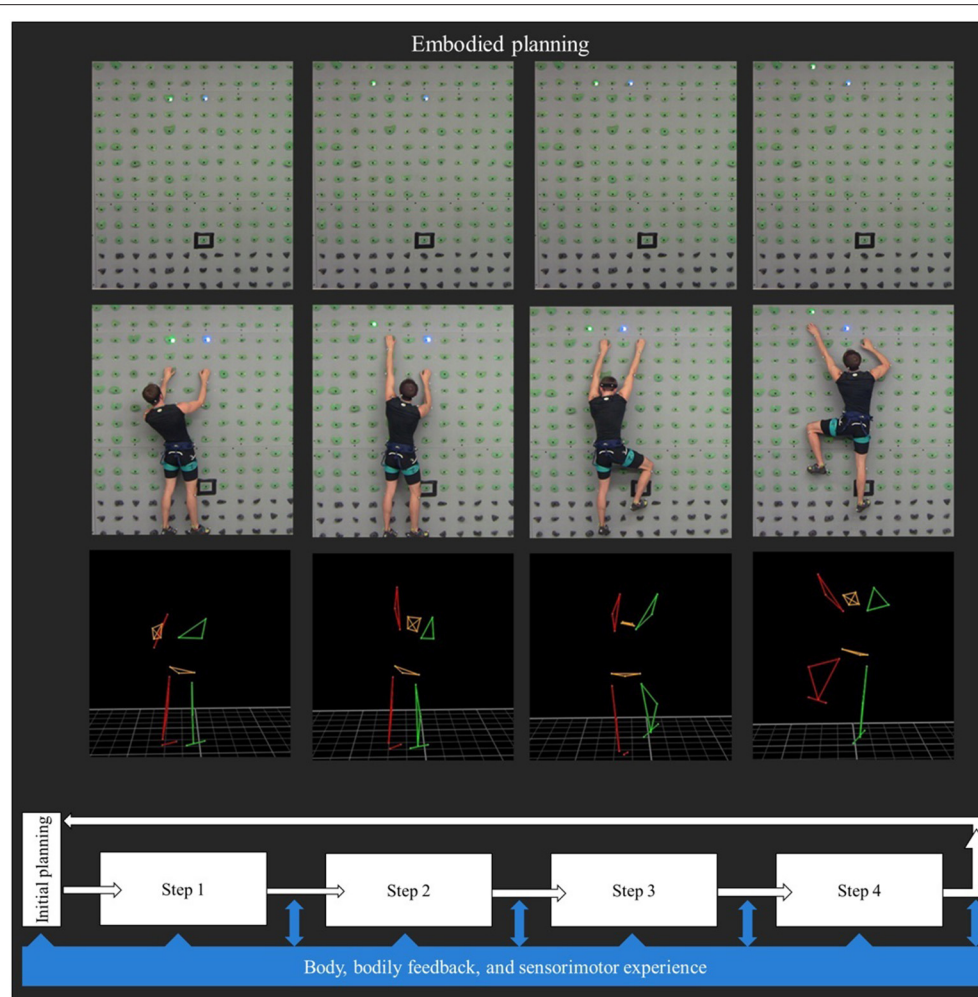 Embodied planning
Initial planning
Step 1
Step 2
Step 3
Step 4
Body, bodily feedback, and sensorimotor experience